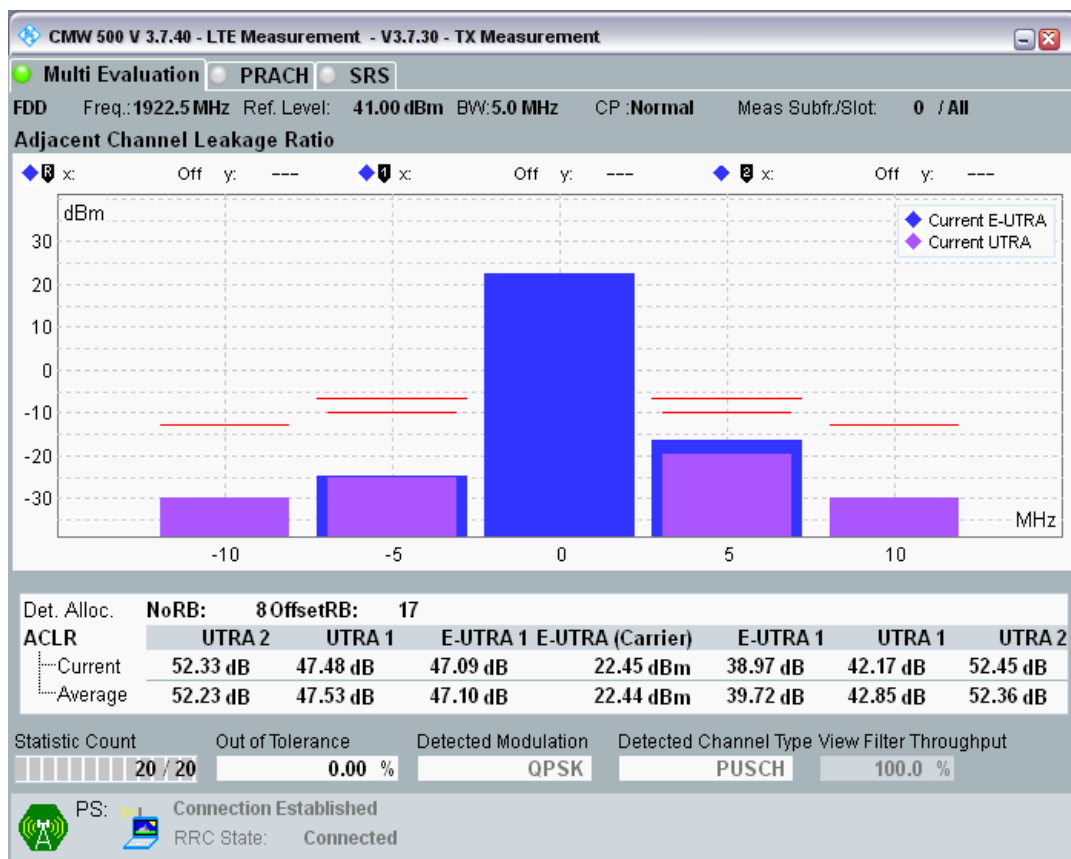 CMW 500 V 3.7.40 - LTE Measurement - V3.7.30 - TX Measurement
Multi Evaluation PRACH SRS
FDD Freq.: 1922.5 MHz Ref. Level: 41.00 dBm BW: 5.0 MHz CP : Normal Meas Subfr./Slot: 0 / All
Adjacent Channel Leakage Ratio
R x: Off y: --- 1 x: Off y: --- 2 x: Off y: ---
dBm
Current E-UTRA
Current UTRA
30
20
10
0
-10
-20
-30
MHz
-10 -5 0 5 10
Det. Alloc. NoRB: 8 OffsetRB: 17
ACLR UTRA 2 UTRA 1 E-UTRA 1 E-UTRA (Carrier) E-UTRA 1 UTRA 1 UTRA 2
Current 52.33 dB 47.48 dB 47.09 dB 22.45 dBm 38.97 dB 42.17 dB 52.45 dB
Average 52.23 dB 47.53 dB 47.10 dB 22.44 dBm 39.72 dB 42.85 dB 52.36 dB
Statistic Count Out of Tolerance Detected Modulation Detected Channel Type View Filter Throughput
20 / 20 0.00 % QPSK PUSCH 100.0 %
PS: Connection Established
RRC State: Connected